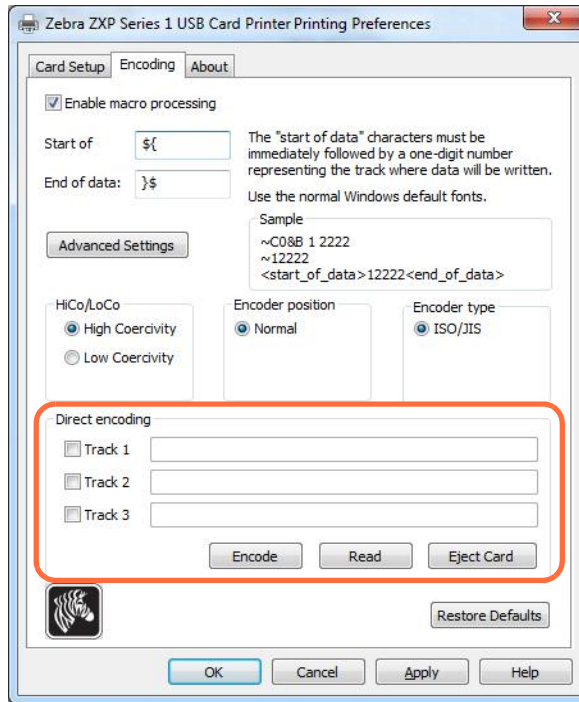 Zebra ZXP Series 1 USB Card Printer Printing Preferences
Card Setup
Encoding
About
Enable macro processing
Start of
${
End of data:
}$
The "start of data" characters must be
immediately followed by a one-digit number
representing the track where data will be written.
Use the normal Windows default fonts.
Advanced Settings
Sample
~C0&B 1 2222
~12222
<start_of_data>12222<end_of_data>
HiCo/LoCo
High Coercivity
Low Coercivity
Encoder position
Normal
Encoder type
ISO/JIS
Direct encoding
Track 1
Track 2
Track 3
Encode
Read
Eject Card
Restore Defaults
OK
Cancel
Apply
Help